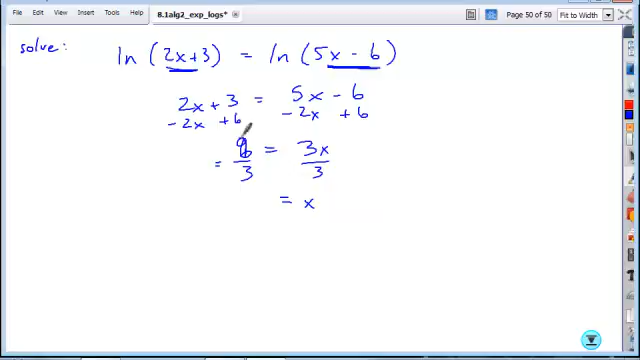 File Edit View Insert Tools Help 8.1alg2_exp_logs* Page 50 of 50 Fit to Width
solve:
ln (2x+3) = ln (5x - 6)
2x + 3 = 5x - 6
- 2x + 6 - 2x + 6
= 9/3 = 3x/3
= x